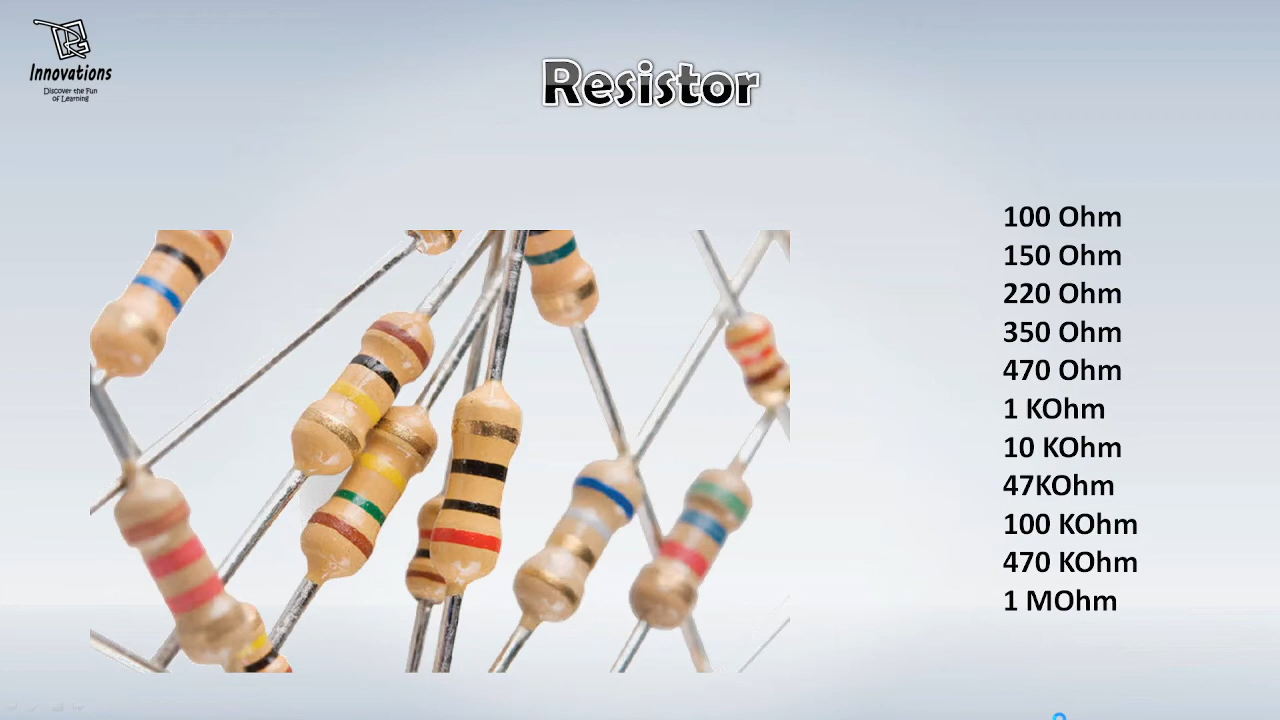 Innovations
Discover the Fun
of Learning
Resistor
100 Ohm
150 Ohm
220 Ohm
350 Ohm
470 Ohm
1 KOhm
10 KOhm
47KOhm
100 KOhm
470 KOhm
1 MOhm